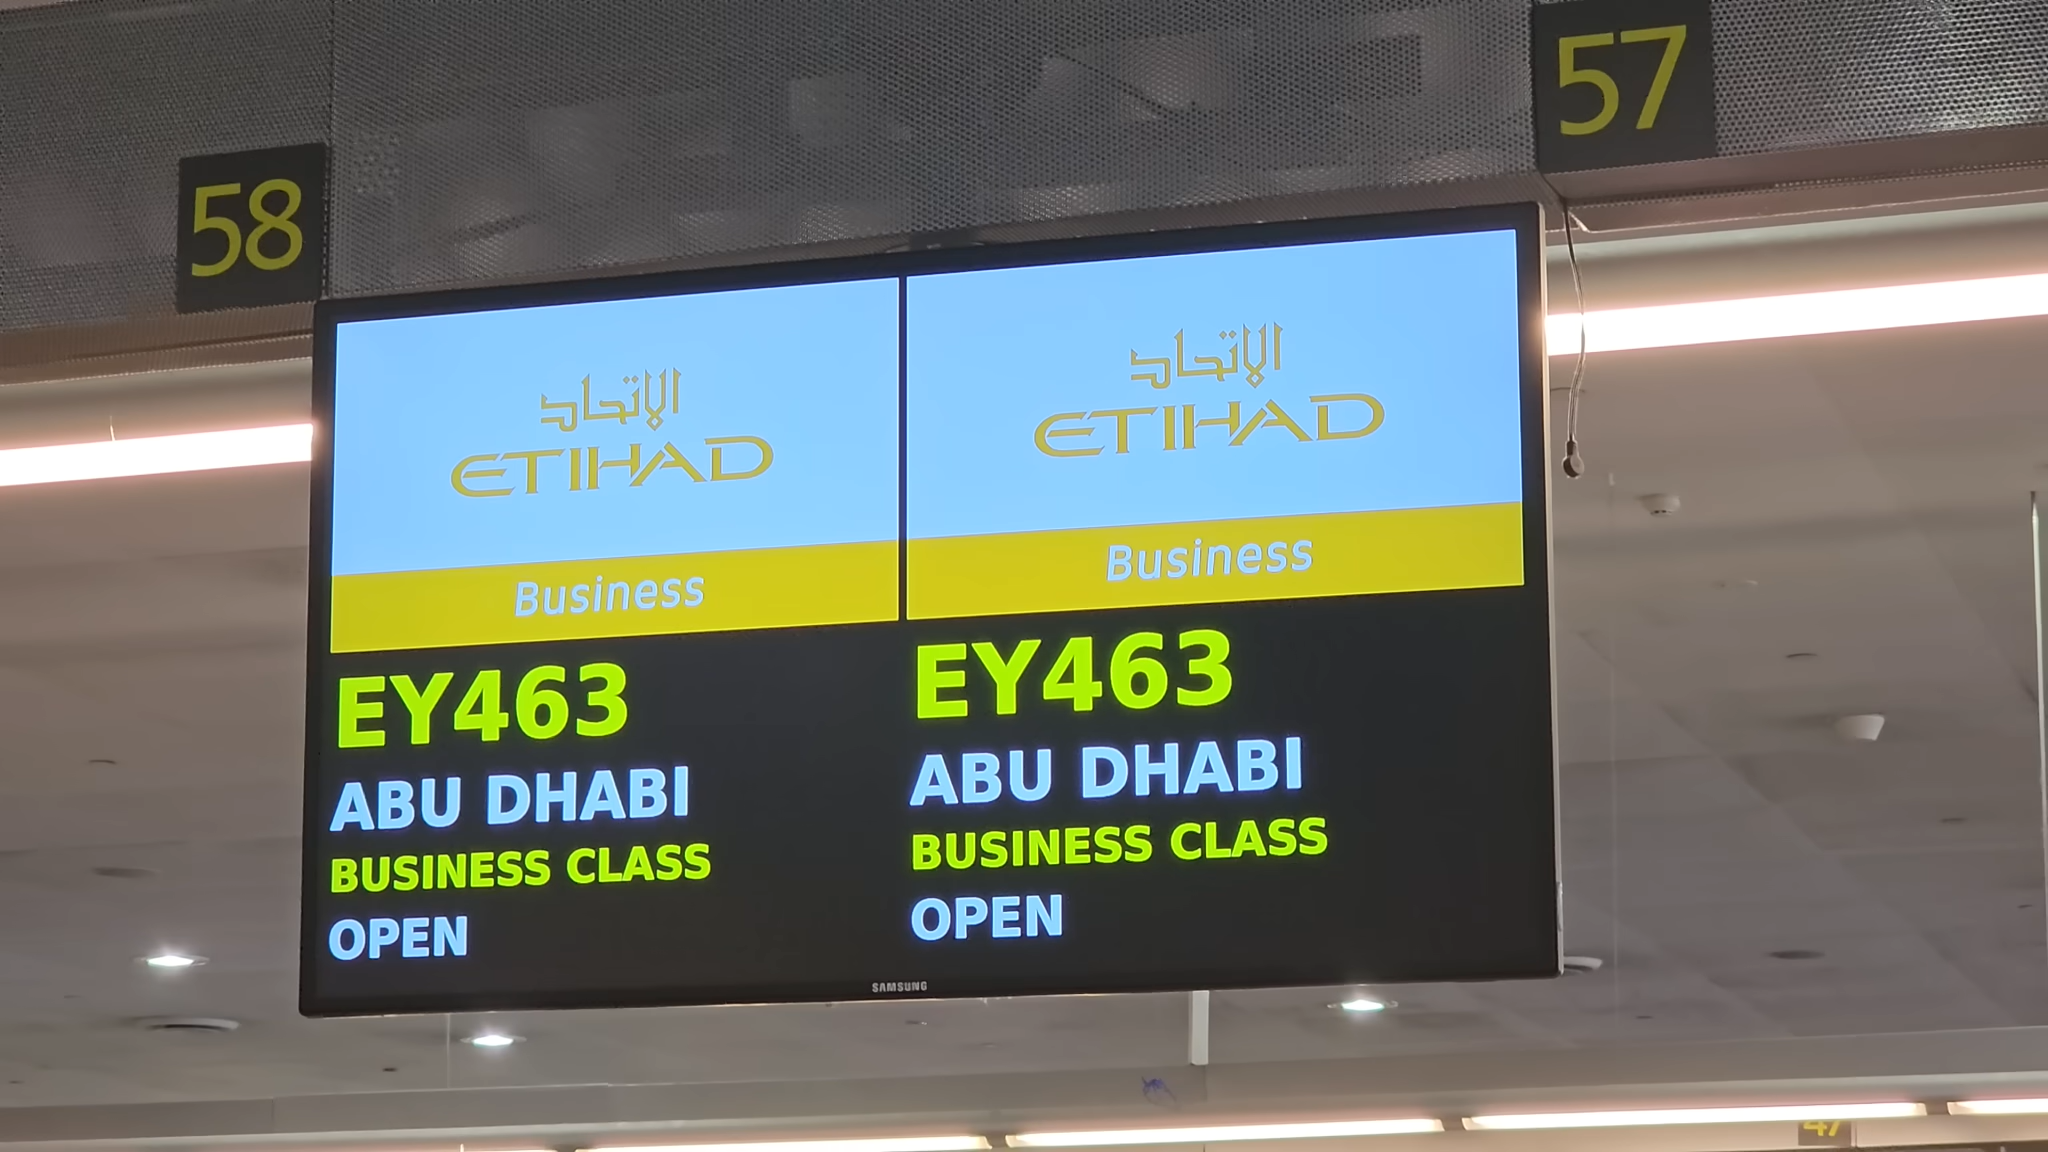 58
57
الاتحاد
ETIHAD
Business
EY463
ABU DHABI
BUSINESS CLASS
OPEN
الاتحاد
ETIHAD
Business
EY463
ABU DHABI
BUSINESS CLASS
OPEN
SAMSUNG
47